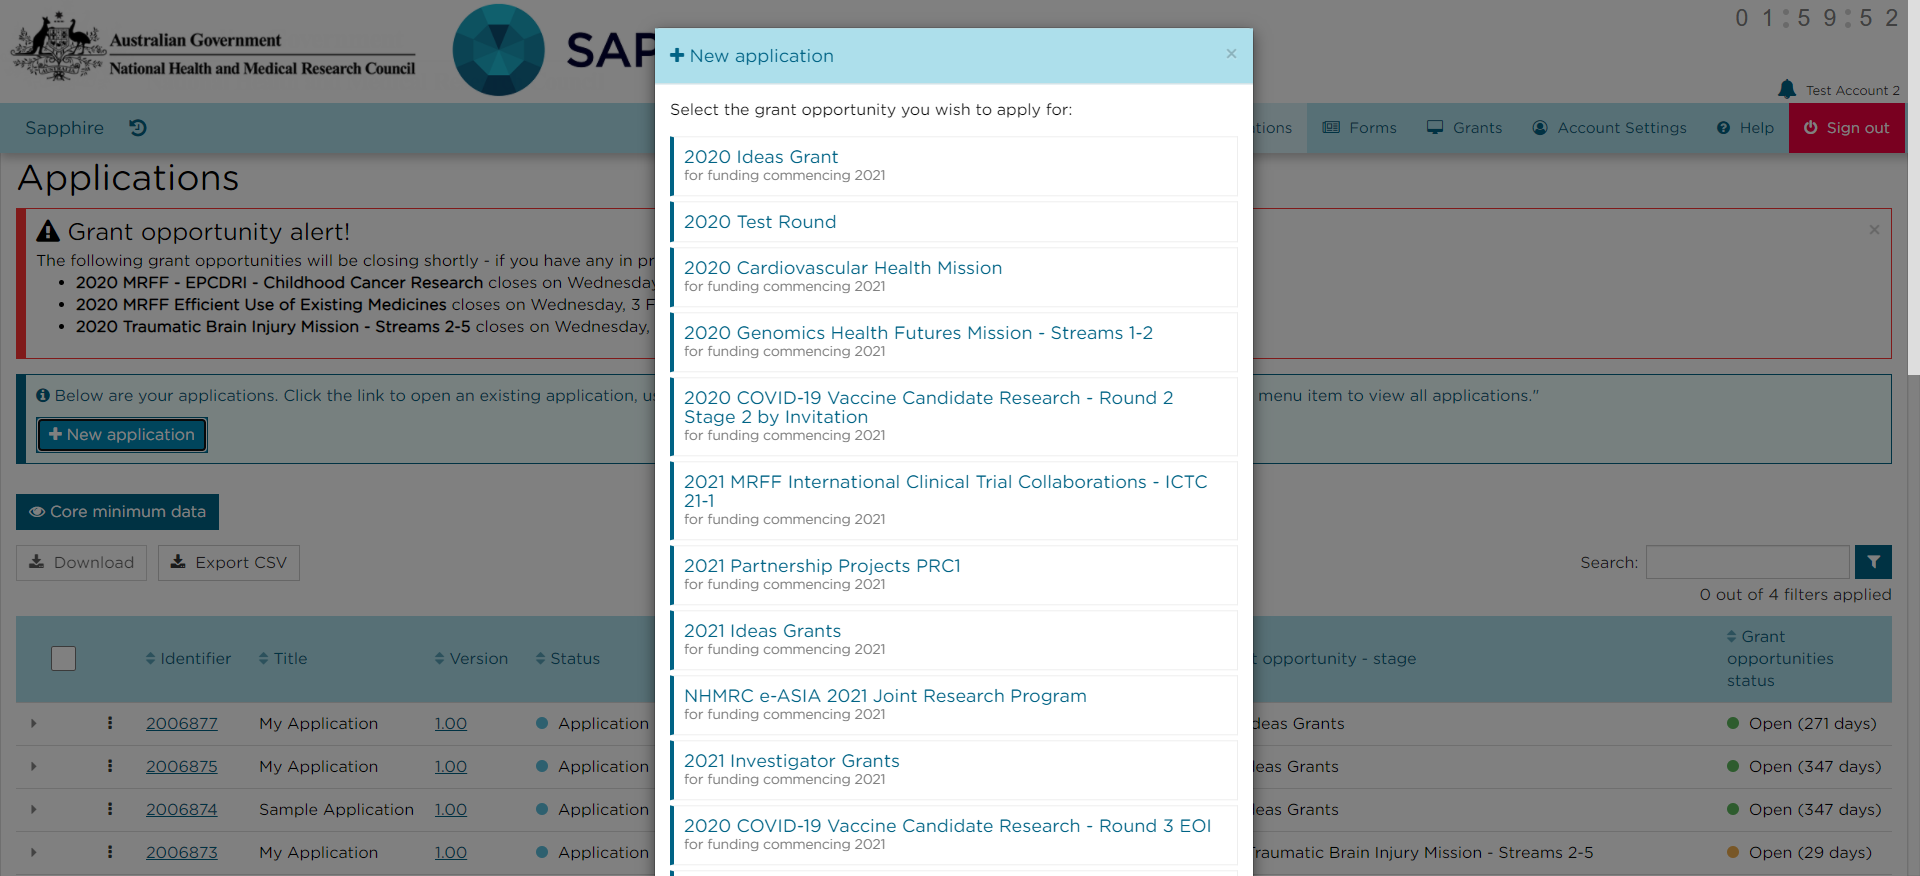 Australian Government
National Health and Medical Research Council
SAP
01:59:52
Test Account 2
Sapphire
tions
Forms
Grants
Account Settings
Help
Sign out
Applications
Grant opportunity alert!
The following grant opportunities will be closing shortly - if you have any in pr
2020 MRFF - EPCDRI - Childhood Cancer Research closes on Wednesday
2020 MRFF Efficient Use of Existing Medicines closes on Wednesday, 3 F
2020 Traumatic Brain Injury Mission - Streams 2-5 closes on Wednesday,
Below are your applications. Click the link to open an existing application, u
menu item to view all applications."
New application
Core minimum data
Download
Export CSV
Search:
0 out of 4 filters applied
Identifier
Title
Version
Status
t opportunity - stage
Grant
opportunities
status
2006877 My Application 1.00 Application deas Grants Open (271 days)
2006875 My Application 1.00 Application eas Grants Open (347 days)
2006874 Sample Application 1.00 Application eas Grants Open (347 days)
2006873 My Application 1.00 Application Traumatic Brain Injury Mission - Streams 2-5 Open (29 days)
New application
×
Select the grant opportunity you wish to apply for:
2020 Ideas Grant
for funding commencing 2021
2020 Test Round
2020 Cardiovascular Health Mission
for funding commencing 2021
2020 Genomics Health Futures Mission - Streams 1-2
for funding commencing 2021
2020 COVID-19 Vaccine Candidate Research - Round 2
Stage 2 by Invitation
for funding commencing 2021
2021 MRFF International Clinical Trial Collaborations - ICTC
21-1
for funding commencing 2021
2021 Partnership Projects PRC1
for funding commencing 2021
2021 Ideas Grants
for funding commencing 2021
NHMRC e-ASIA 2021 Joint Research Program
for funding commencing 2021
2021 Investigator Grants
for funding commencing 2021
2020 COVID-19 Vaccine Candidate Research - Round 3 EOI
for funding commencing 2021